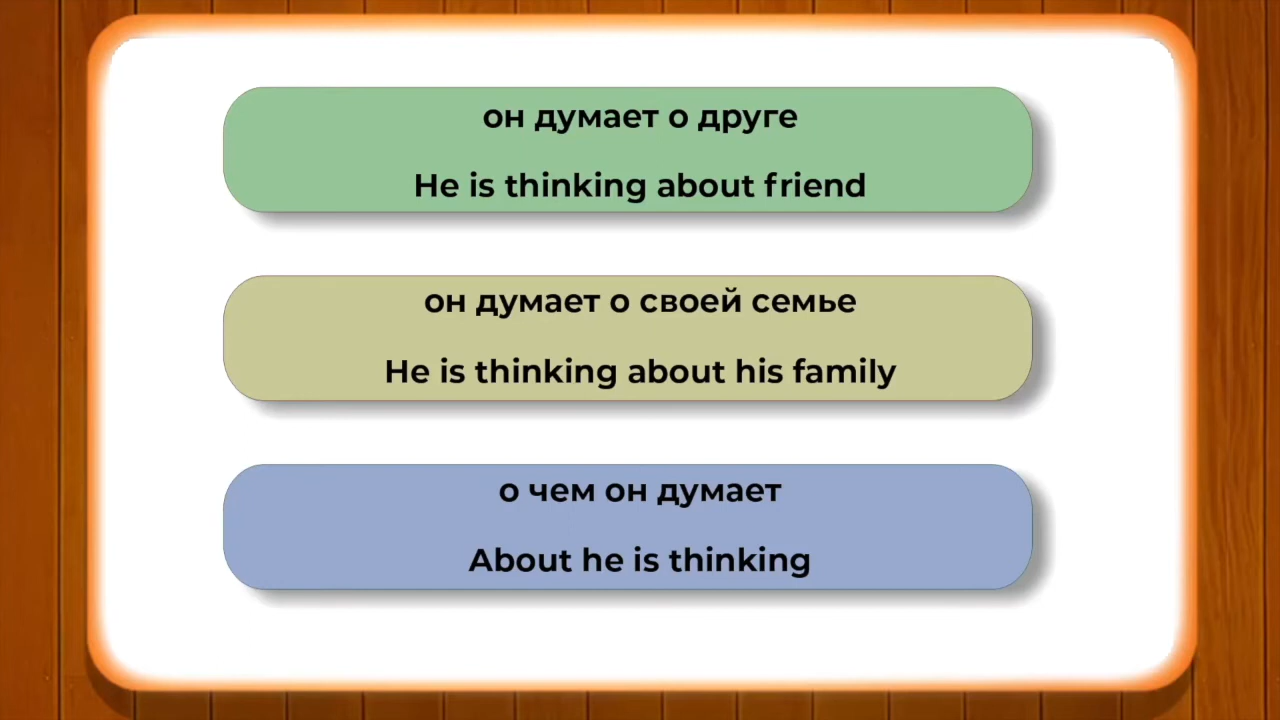 он думает о друге
He is thinking about friend
он думает о своей семье
He is thinking about his family
о чем он думает
About he is thinking